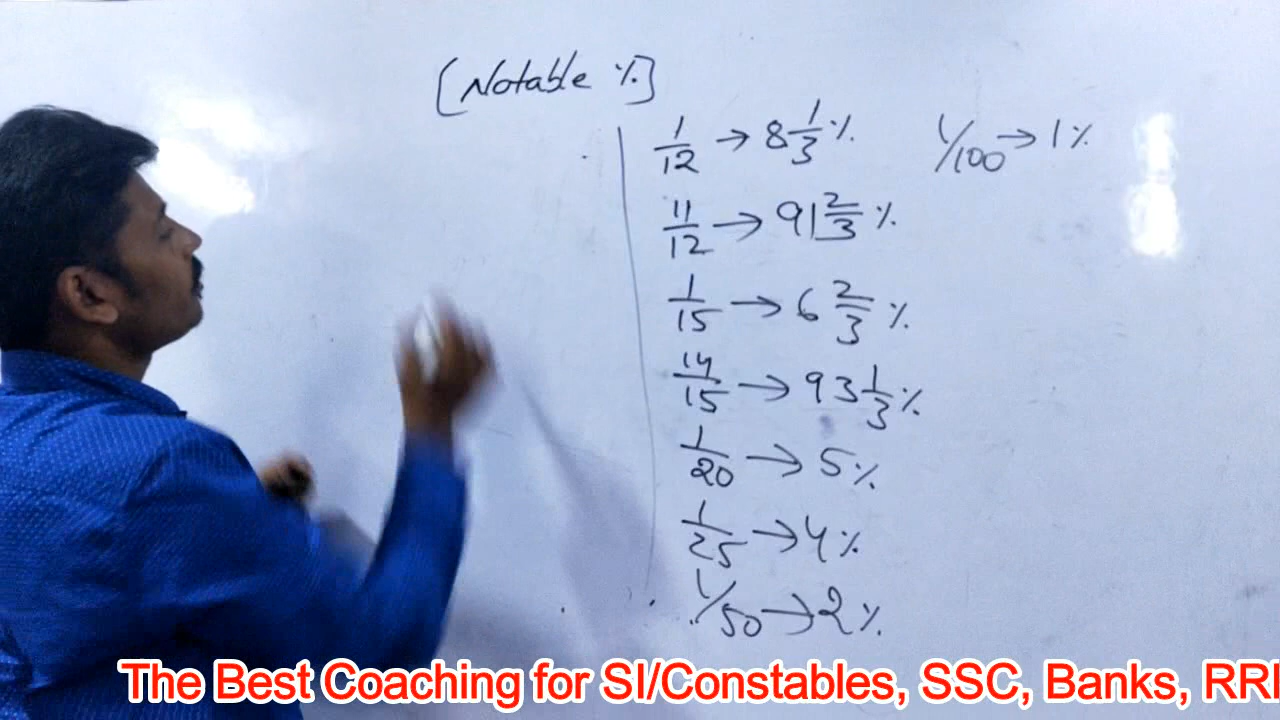 [Notable %]
1/12 → 8 1/3 %
1/100 → 1%
11/12 → 91 2/3 %
1/15 → 6 2/3 %
14/15 → 93 1/3 %
1/20 → 5%
1/25 → 4%
1/50 → 2%
The Best Coaching for SI/Constables, SSC, Banks, RRB